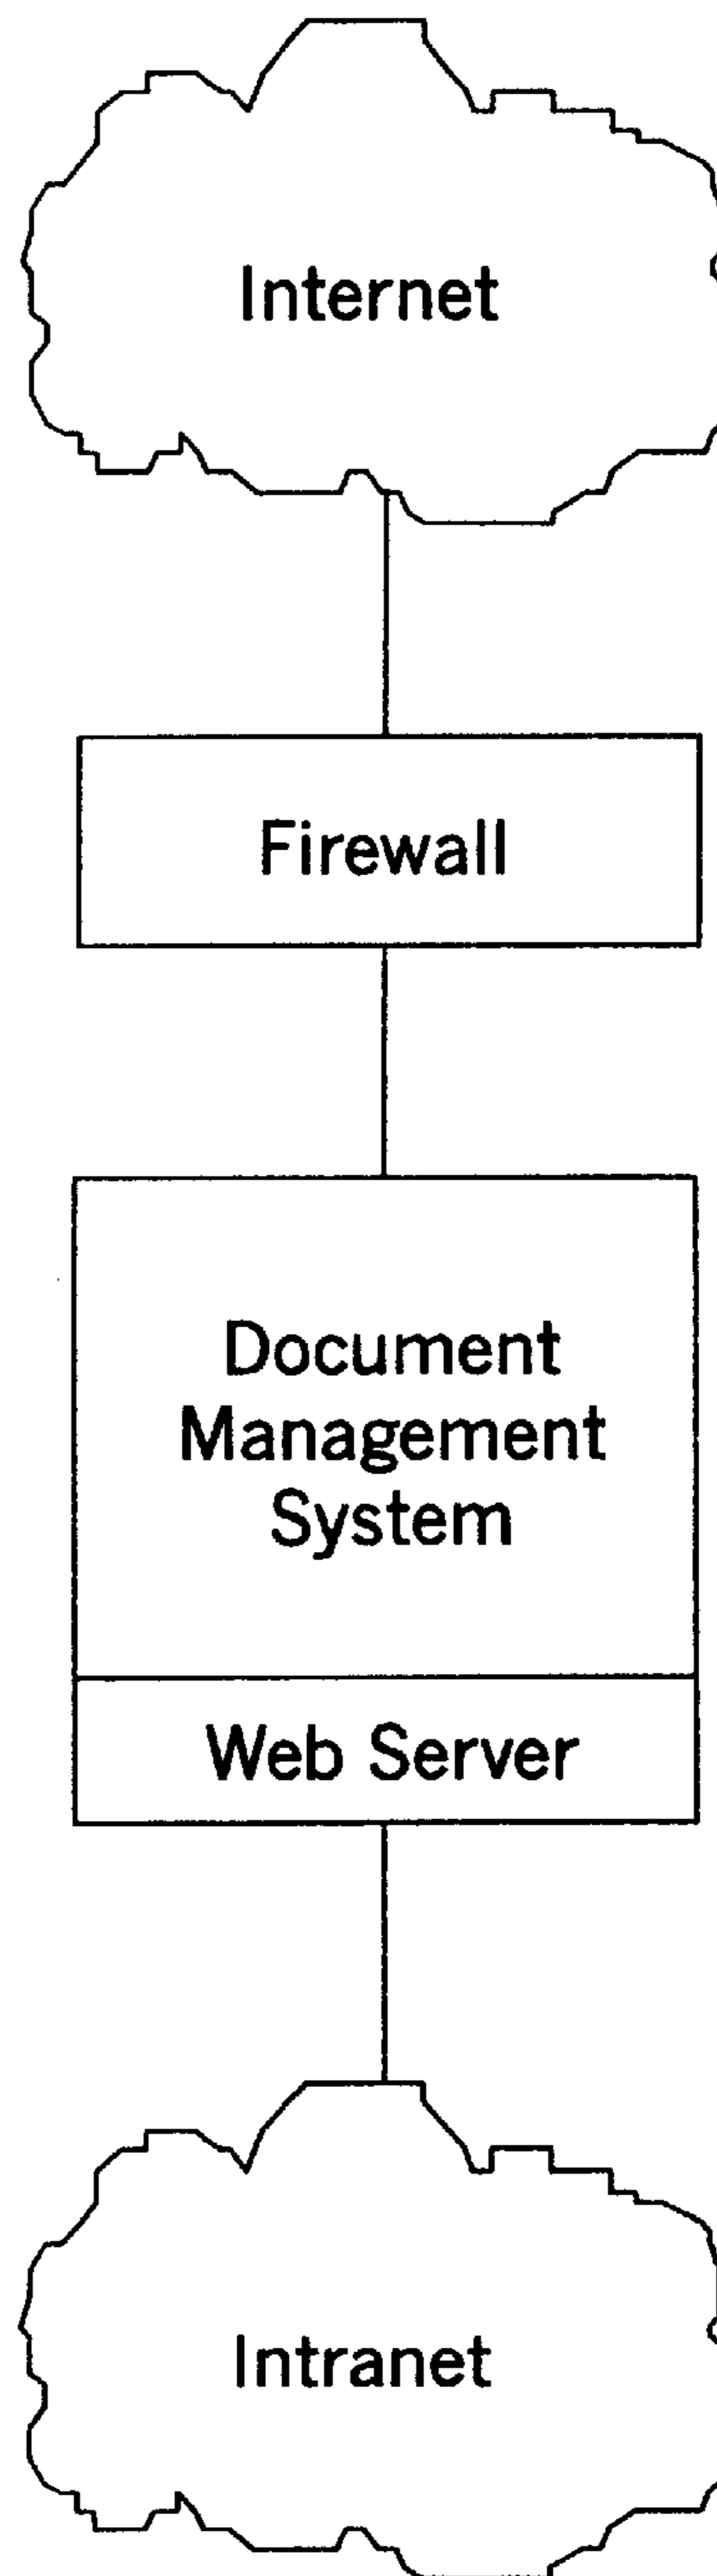 Internet
Firewall
Document
Management
System
Web Server
Intranet